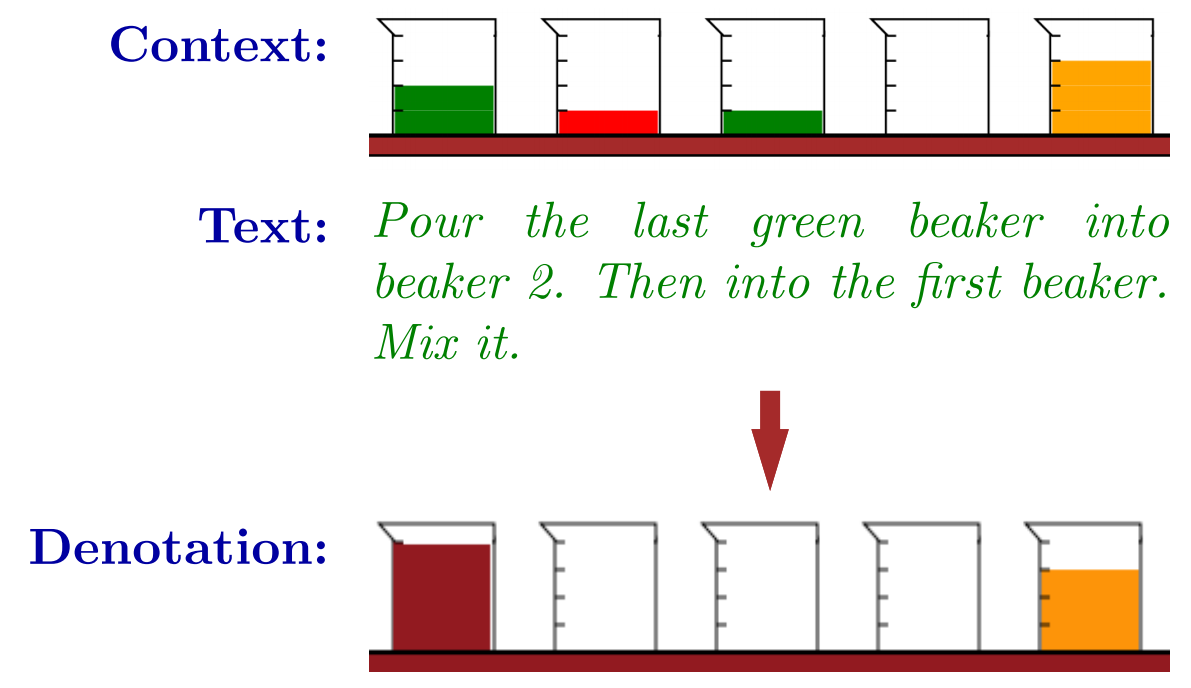 Context:
Text: Pour the last green beaker into
beaker 2. Then into the first beaker.
Mix it.
Denotation: